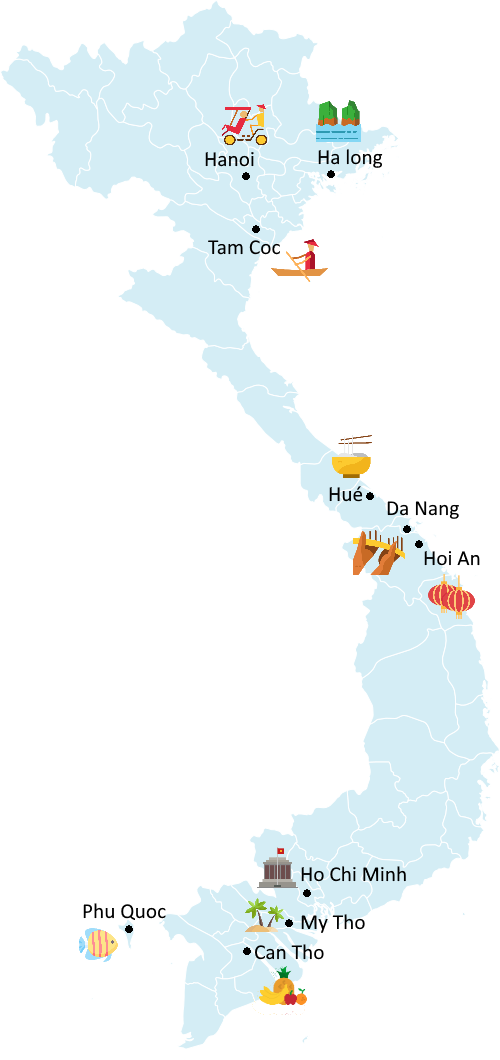 Hanoi
Ha long
Tam Coc
Hué
Da Nang
Hoi An
Ho Chi Minh
Phu Quoc
My Tho
Can Tho